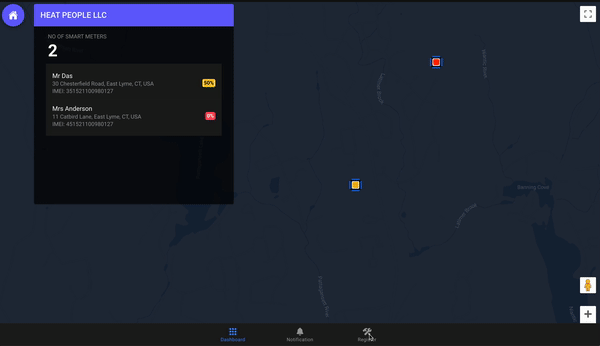 HEAT PEOPLE LLC
NO OF SMART METERS
2
Mr Das
30 Chesterfield Road, East Lyme, CT, USA
IMEI: 351521100980127
50%
Mrs Anderson
11 Catbird Lane, East Lyme, CT, USA
IMEI: 451521100980127
0%
Dashboard
Notification